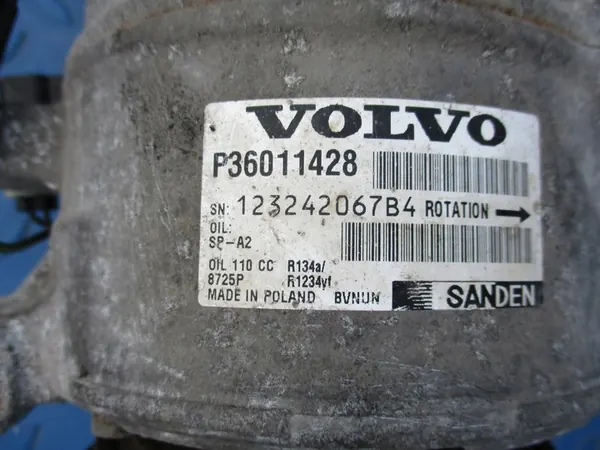 VOLVO
P36011428
SN: 123242067B4 ROTATION →
OIL:
SP-A2
OIL 110 CC R134a/
8725P R1234yf
MADE IN POLAND BVNUN SANDEN